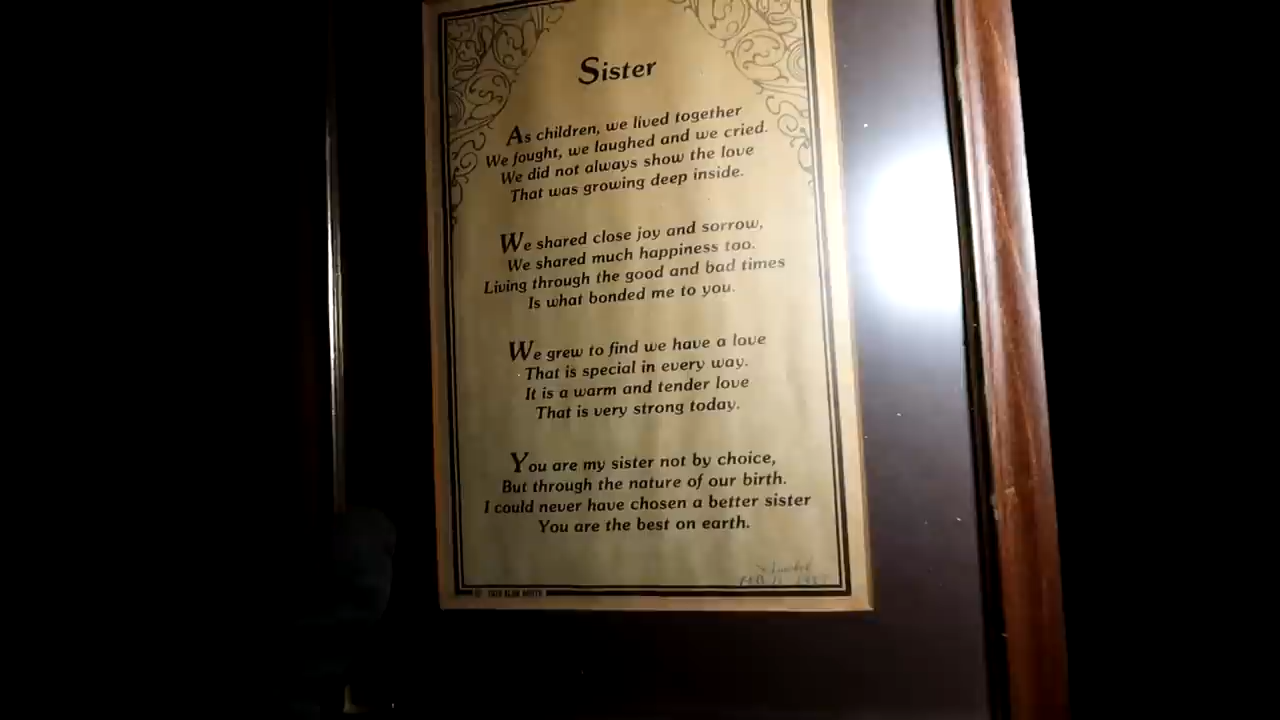 Sister
As children, we lived together
We fought, we laughed and we cried.
We did not always show the love
That was growing deep inside.
We shared close joy and sorrow,
We shared much happiness too.
Living through the good and bad times
Is what bonded me to you.
We grew to find we have a love
That is special in every way.
It is a warm and tender love
That is very strong today.
You are my sister not by choice,
But through the nature of our birth.
I could never have chosen a better sister
You are the best on earth.